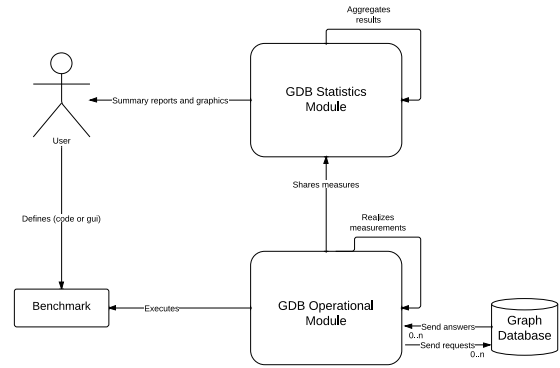 Aggregates
results
GDB Statistics
Module
Summary reports and graphics
User
Shares measures
Defines (code or gui)
Realizes
measurements
Benchmark
Executes
GDB Operational
Module
Send answers
0..n
Send requests
0..n
Graph
Database